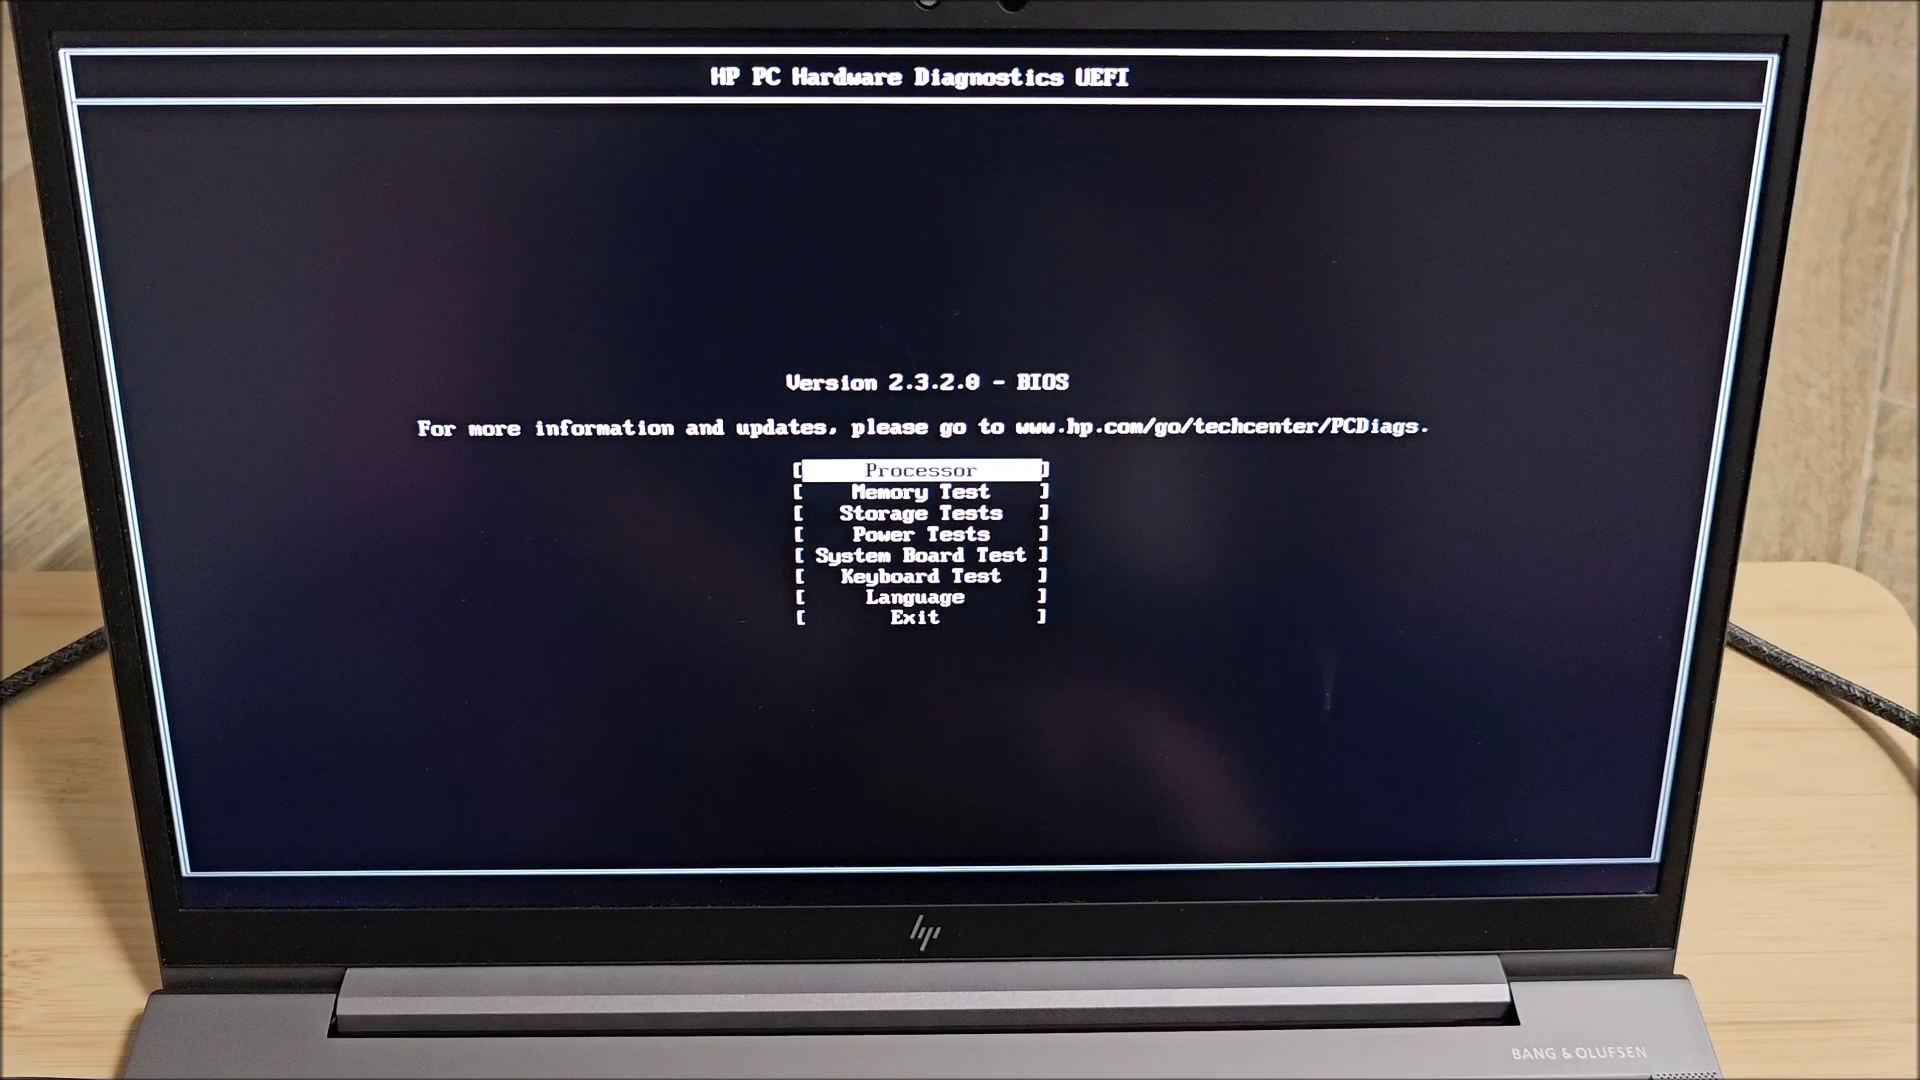 HP PC Hardware Diagnostics UEFI
Version 2.3.2.0 - BIOS
For more information and updates, please go to www.hp.com/go/techcenter/PCDiags.
[ Processor ]
[ Memory Test ]
[ Storage Tests ]
[ Power Tests ]
[ System Board Test ]
[ Keyboard Test ]
[ Language ]
[ Exit ]
hp
BANG & OLUFSEN